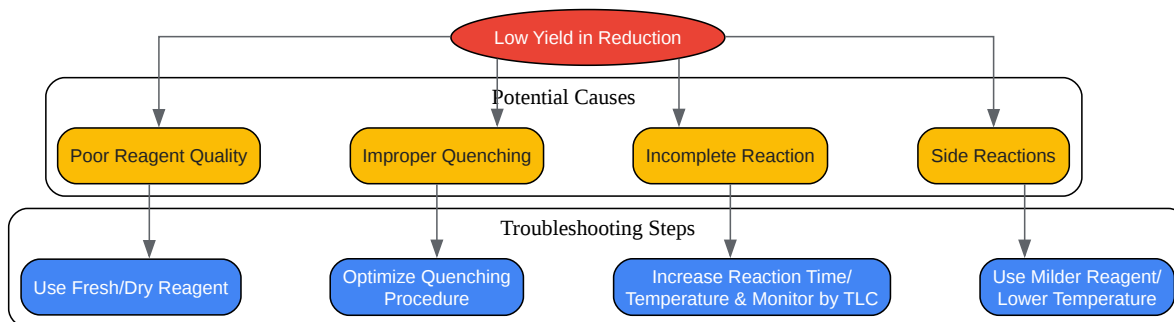 Low Yield in Reduction
Potential Causes
Poor Reagent Quality
Improper Quenching
Incomplete Reaction
Side Reactions
Troubleshooting Steps
Use Fresh/Dry Reagent
Optimize Quenching
Procedure
Increase Reaction Time/
Temperature & Monitor by TLC
Use Milder Reagent/
Lower Temperature